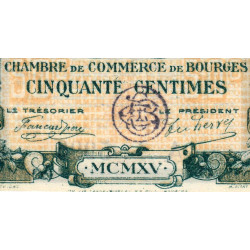 CHAMBRE DE COMMERCE DE BOURGES
CINQUANTE CENTIMES
LE TRÉSORIER LE PRÉSIDENT
MCMXV